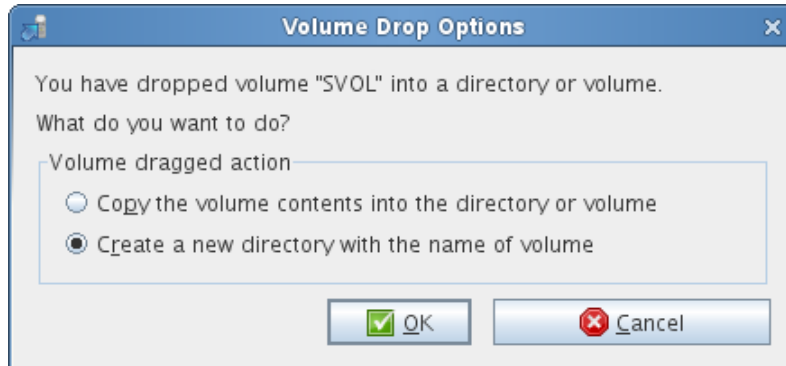 Volume Drop Options
You have dropped volume "SVOL" into a directory or volume.
What do you want to do?
Volume dragged action
Copy the volume contents into the directory or volume
Create a new directory with the name of volume
OK
Cancel